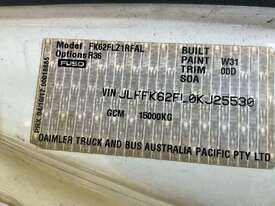 Model FK62FLZ1RFAL BUILT
Options R36 PAINT W31
FUSO TRIM 00D
SOA
VIN JLFFK62FL0KJ25530
GCM 15000KG
DAIMLER TRUCK AND BUS AUSTRALIA PACIFIC PTY LTD